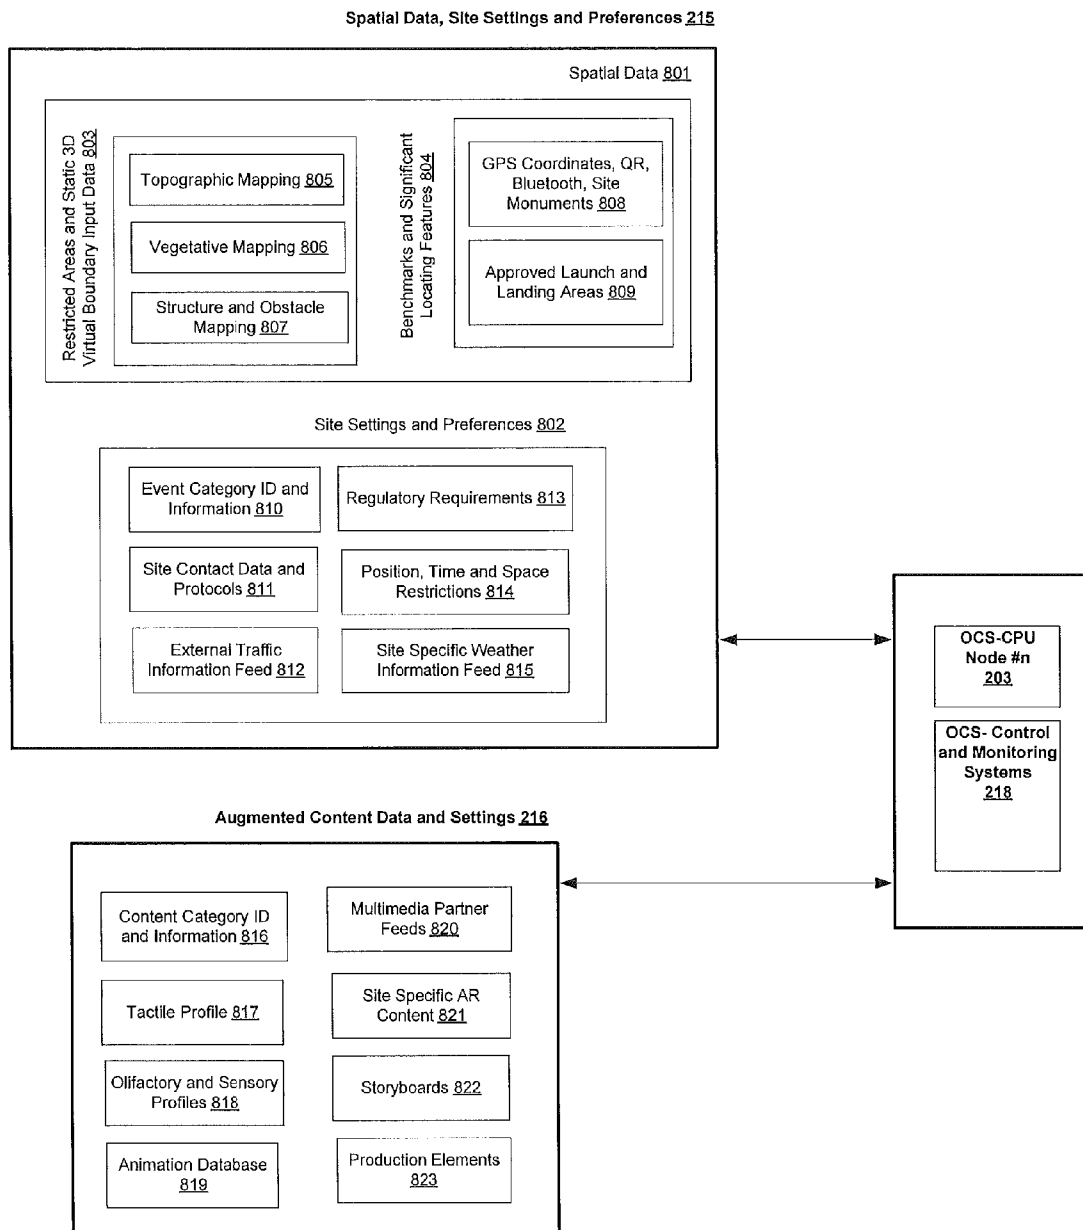 Spatial Data, Site Settings and Preferences 215
Spatial Data 801
Restricted Areas and Static 3D
Virtual Boundary Input Data 803
Topographic Mapping 805
Vegetative Mapping 806
Structure and Obstacle
Mapping 807
Benchmarks and Significant
Locating Features 804
GPS Coordinates, QR,
Bluetooth, Site
Monuments 808
Approved Launch and
Landing Areas 809
Site Settings and Preferences 802
Event Category ID and
Information 810
Regulatory Requirements 813
Site Contact Data and
Protocols 811
Position, Time and Space
Restrictions 814
External Traffic
Information Feed 812
Site Specific Weather
Information Feed 815
OCS-CPU
Node #n
203
OCS- Control
and Monitoring
Systems
218
Augmented Content Data and Settings 216
Content Category ID
and Information 816
Multimedia Partner
Feeds 820
Tactile Profile 817
Site Specific AR
Content 821
Olifactory and Sensory
Profiles 818
Storyboards 822
Animation Database
819
Production Elements
823